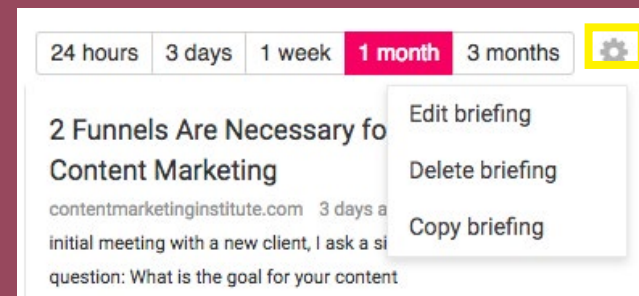 24 hours 3 days 1 week 1 month 3 months
Edit briefing
Delete briefing
Copy briefing
2 Funnels Are Necessary fo
Content Marketing
contentmarketinginstitute.com 3 days a
initial meeting with a new client, I ask a si
question: What is the goal for your content